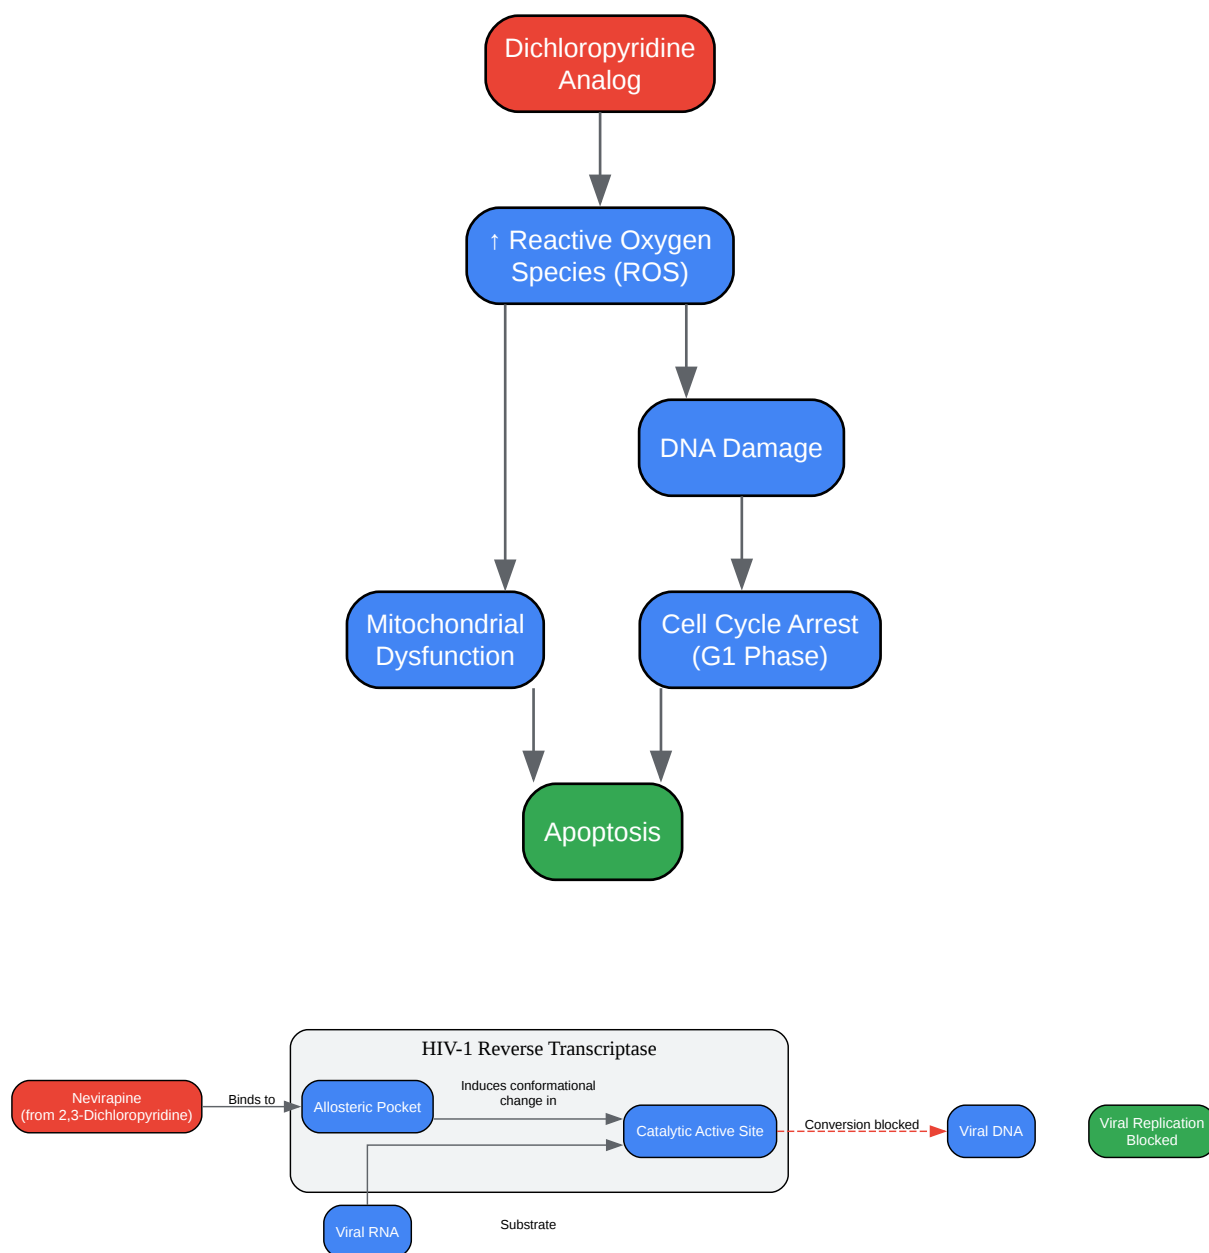 Dichloropyridine
Analog
↑ Reactive Oxygen
Species (ROS)
DNA Damage
Mitochondrial
Dysfunction
Cell Cycle Arrest
(G1 Phase)
Apoptosis
HIV-1 Reverse Transcriptase
Nevirapine
(from 2,3-Dichloropyridine)
Binds to
Allosteric Pocket
Induces conformational
change in
Catalytic Active Site
Conversion blocked
Viral DNA
Viral Replication
Blocked
Viral RNA
Substrate